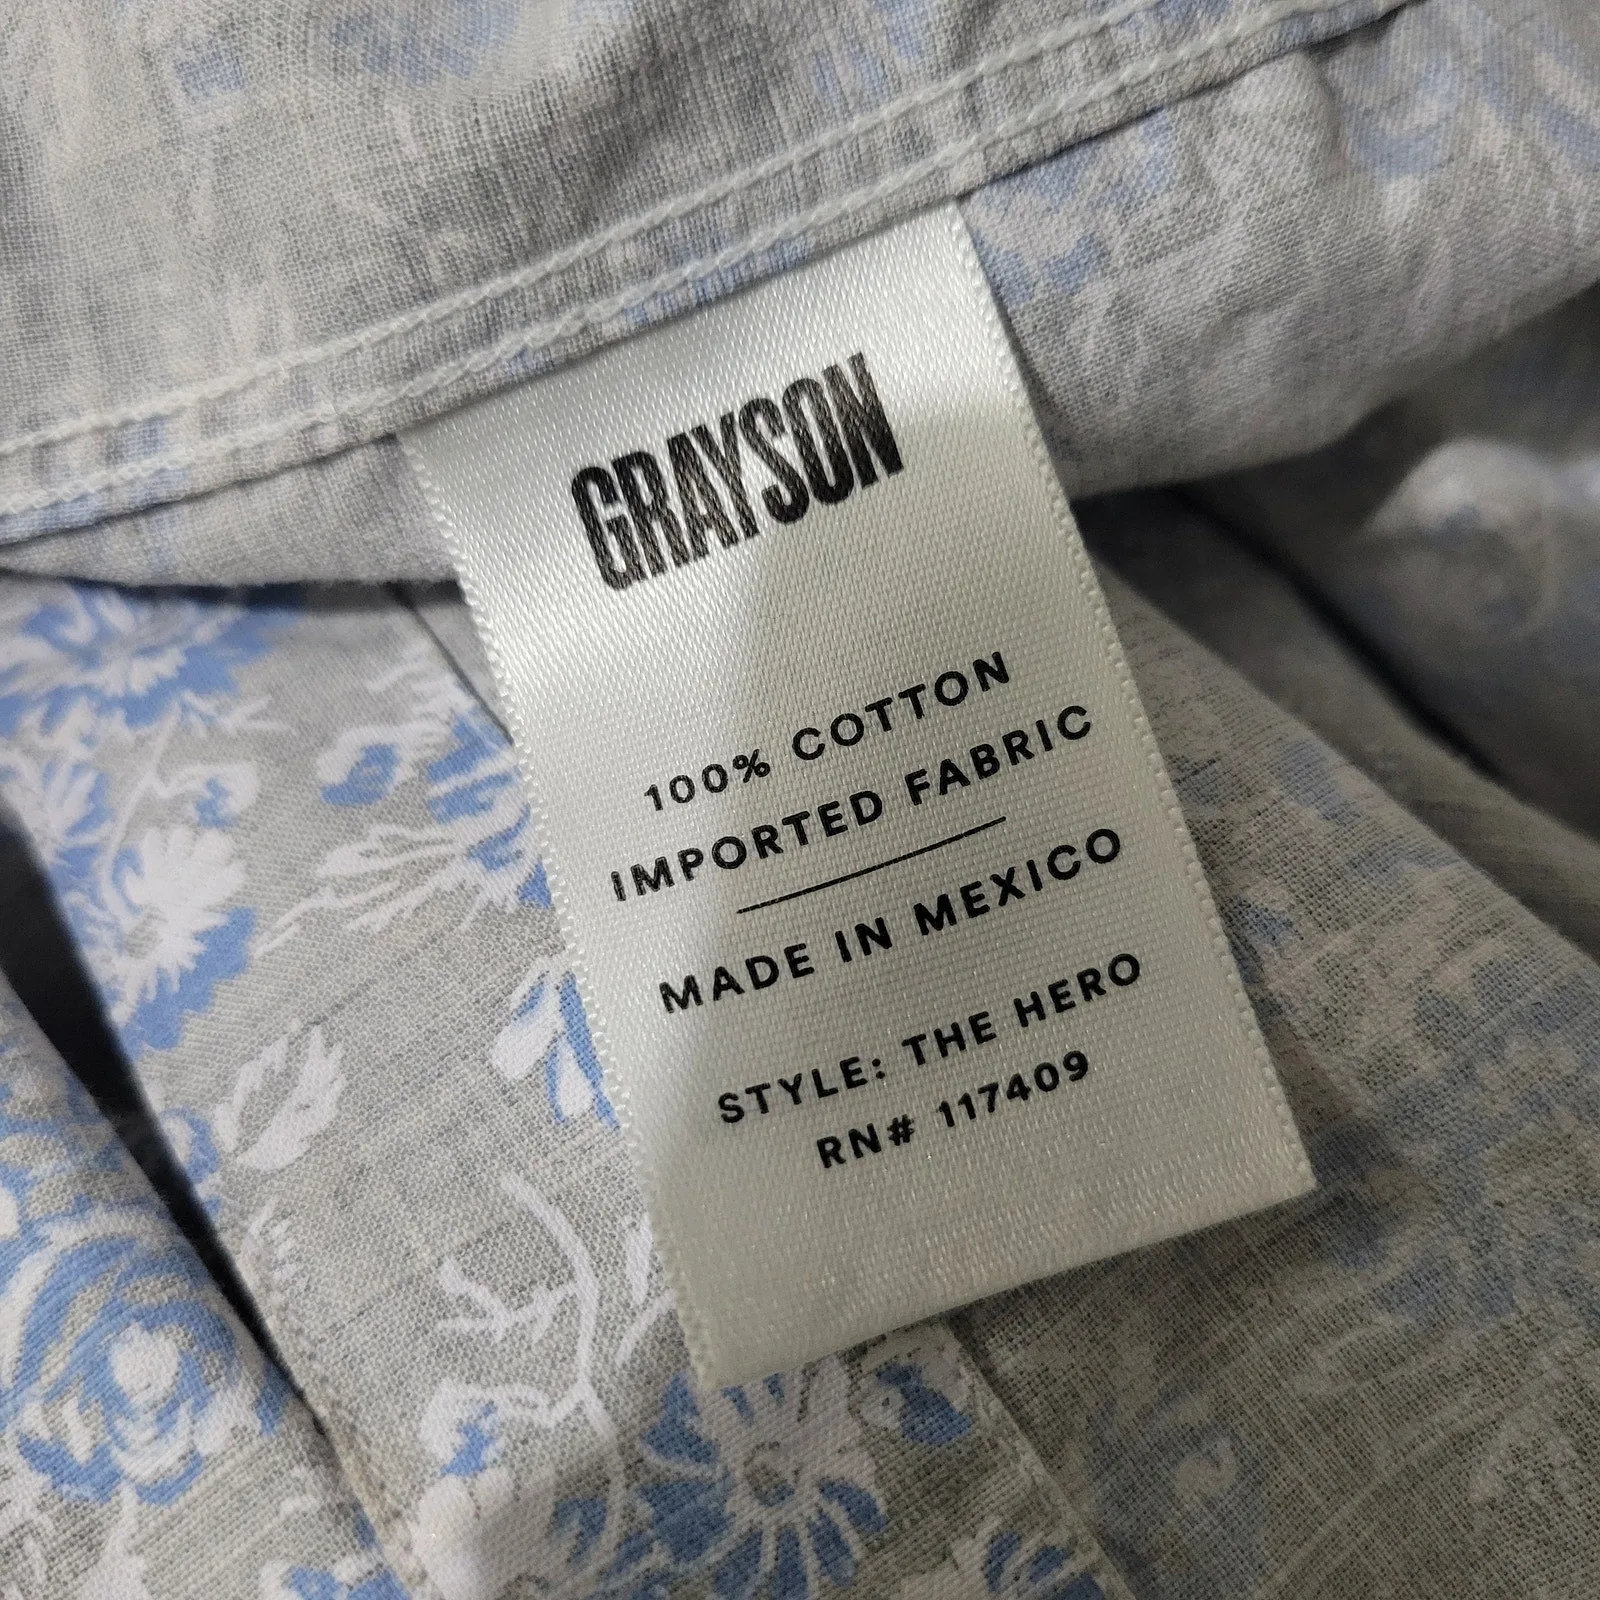 GRAYSON
100% COTTON
IMPORTED FABRIC
MADE IN MEXICO
STYLE: THE HERO
RN# 117409